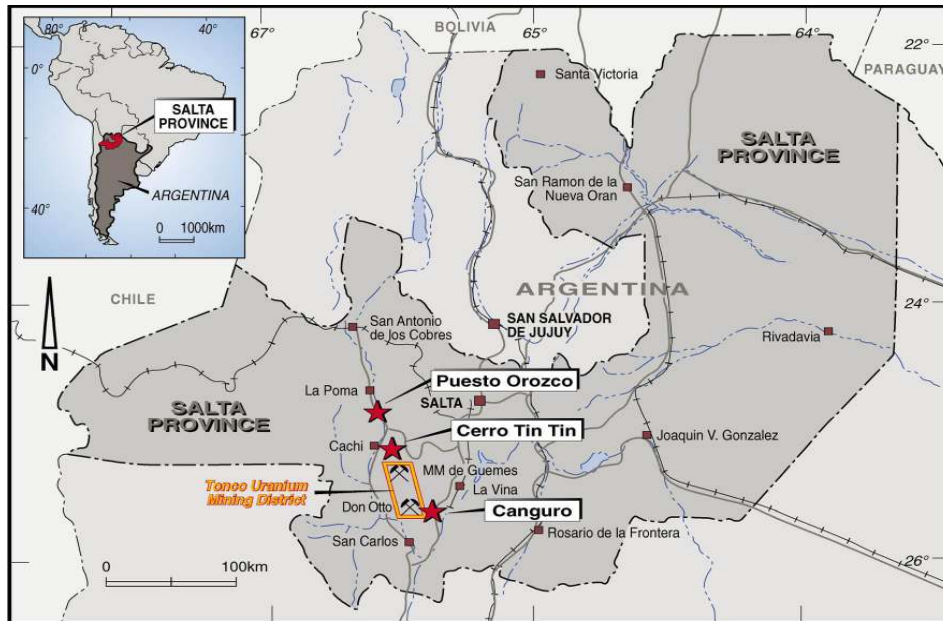 80°
40°
0°
SALTA
PROVINCE
ARGENTINA
40°
0 1000km
67°
65°
64°
BOLIVIA
22°
PARAGUAY
Santa Victoria
SALTA
PROVINCE
San Ramon de la
Nueva Oran
N
CHILE
ARGENTINA
24°
San Antonio
de los Cobres
SAN SALVADOR
DE JUJUY
Rivadavia
Puesto Orozco
La Poma
SALTA
SALTA
PROVINCE
Cerro Tin Tin
Joaquin V. Gonzalez
Cachi
MM de Guemes
Tonco Uranium
Mining District
La Vina
Don Otto
Canguro
San Carlos
Rosario de la Frontera
26°
0 100km